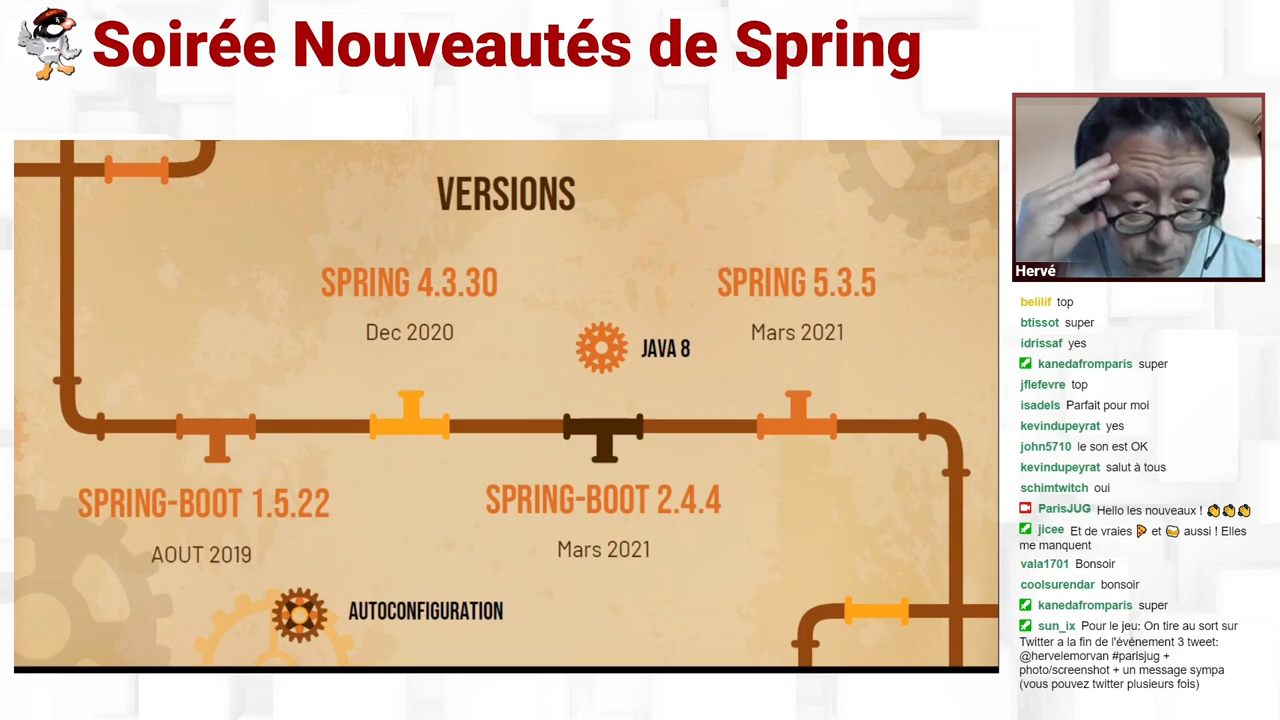 Soirée Nouveautés de Spring
VERSIONS
SPRING 4.3.30
Dec 2020
JAVA 8
SPRING 5.3.5
Mars 2021
SPRING-BOOT 1.5.22
AOUT 2019
SPRING-BOOT 2.4.4
Mars 2021
AUTOCONFIGURATION
Hervé
belilif top
btissot super
idrissaf yes
kanedafromparis super
jflefevre top
isadels Parfait pour moi
kevindupeyrat yes
john5710 le son est OK
kevindupeyrat salut à tous
schimtwitch oui
ParisJUG Hello les nouveaux ! 👏👏👏
jicee Et de vraies 🍕 et 🍺 aussi ! Elles
me manquent
vala1701 Bonsoir
coolsurendar bonsoir
kanedafromparis super
sun_ix Pour le jeu: On tire au sort sur
Twitter a la fin de l'évènement 3 tweet:
@hervelemorvan #parisjug +
photo/screenshot + un message sympa
(vous pouvez twitter plusieurs fois)